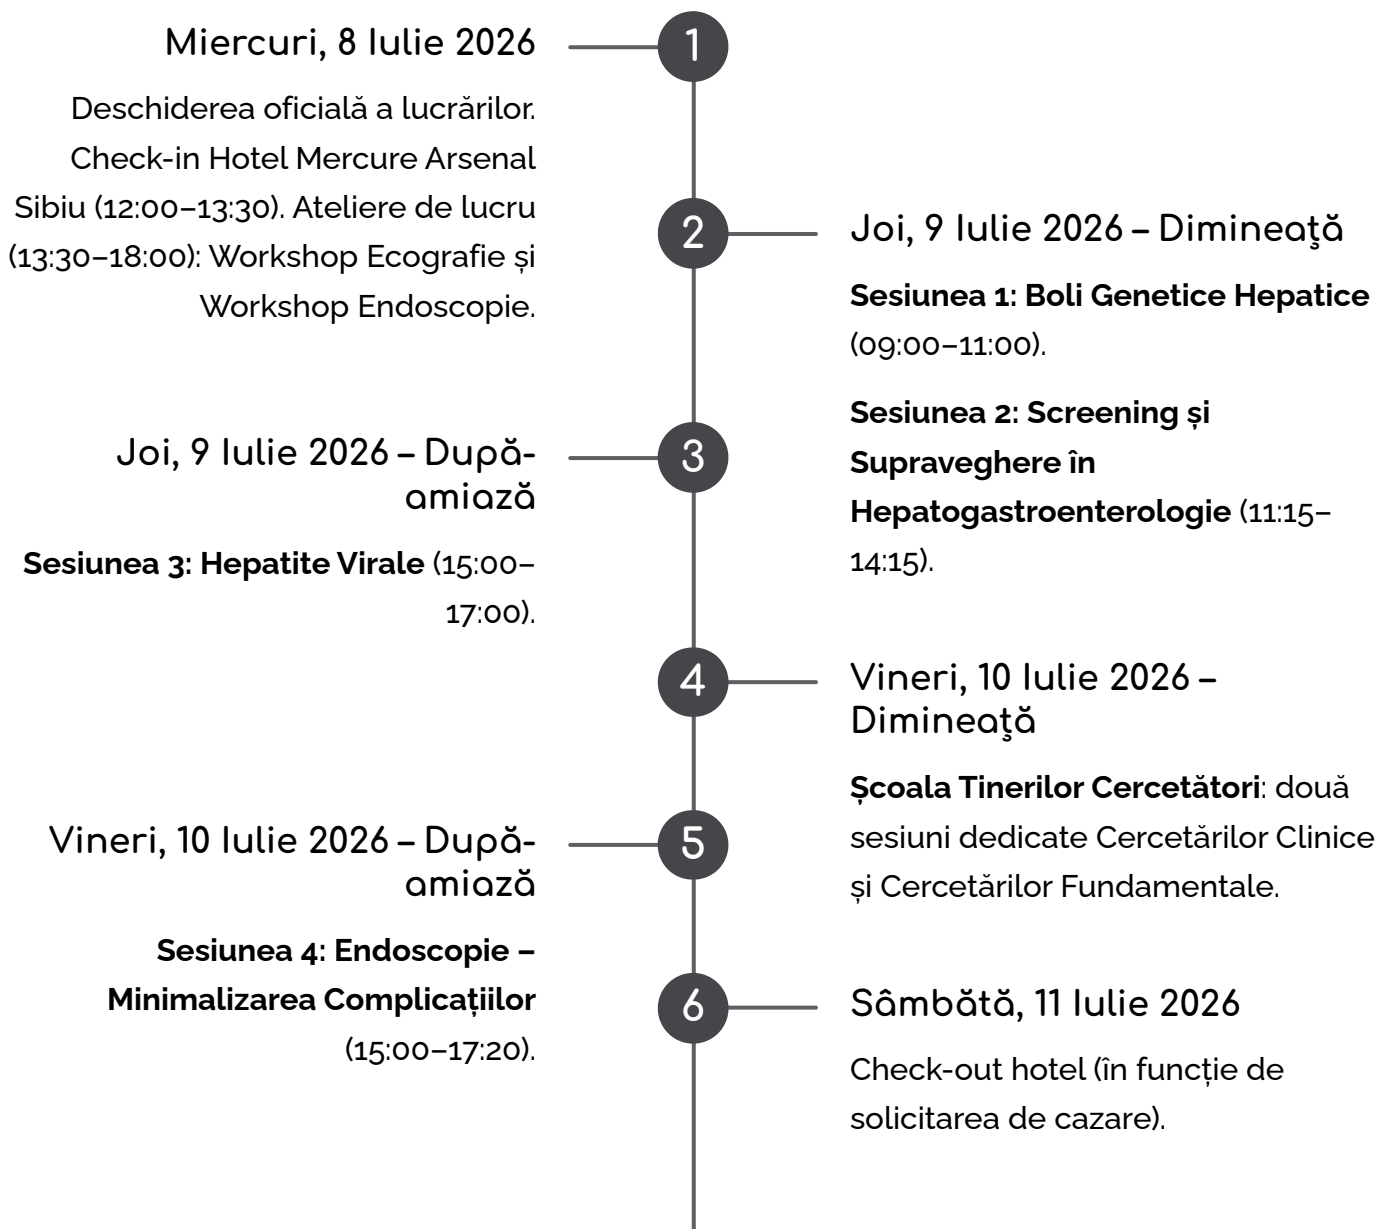 1
Miercuri, 8 Iulie 2026
Deschiderea oficială a lucrărilor.
Check-in Hotel Mercure Arsenal
Sibiu (12:00–13:30). Ateliere de lucru
(13:30–18:00): Workshop Ecografie și
Workshop Endoscopie.
2
Joi, 9 Iulie 2026 – Dimineață
Sesiunea 1: Boli Genetice Hepatice
(09:00–11:00).
Sesiunea 2: Screening și
Supraveghere în
Hepatogastroenterologie (11:15–
14:15).
3
Joi, 9 Iulie 2026 – După-
amiază
Sesiunea 3: Hepatite Virale (15:00–
17:00).
4
Vineri, 10 Iulie 2026 –
Dimineață
Școala Tinerilor Cercetători: două
sesiuni dedicate Cercetărilor Clinice
și Cercetărilor Fundamentale.
5
Vineri, 10 Iulie 2026 – După-
amiază
Sesiunea 4: Endoscopie –
Minimalizarea Complicațiilor
(15:00–17:20).
6
Sâmbătă, 11 Iulie 2026
Check-out hotel (în funcție de
solicitarea de cazare).